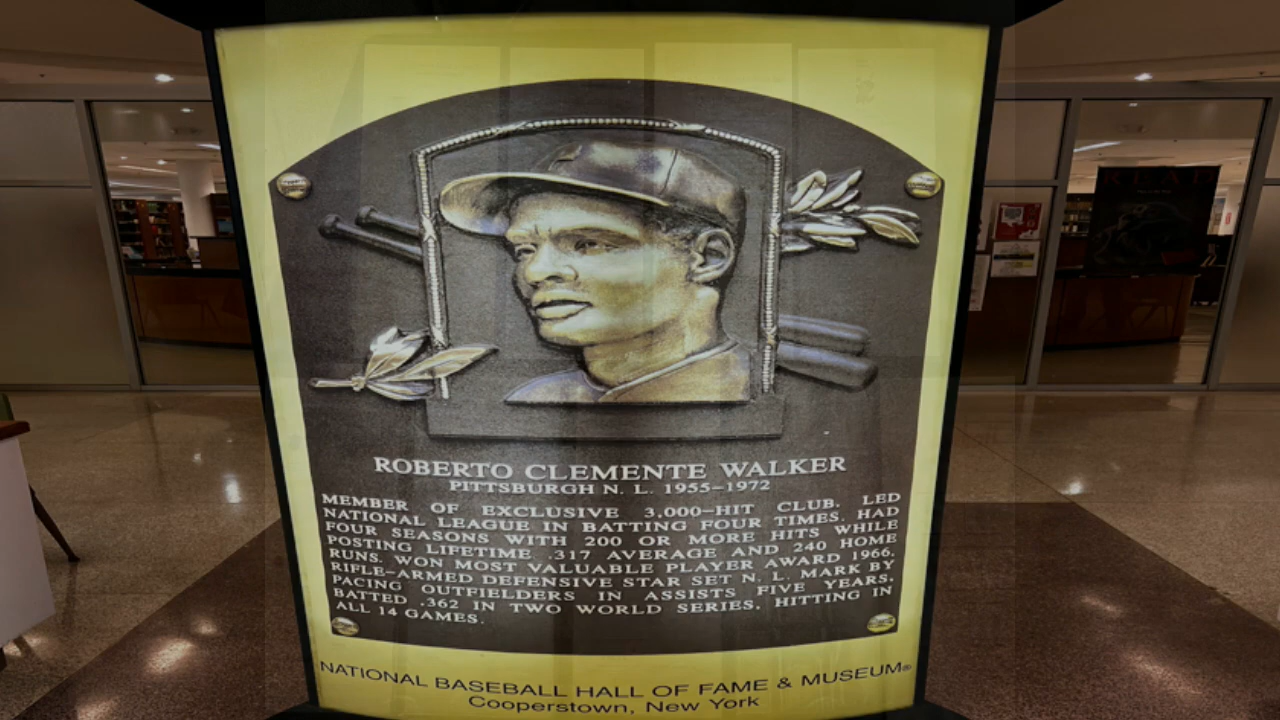 ROBERTO CLEMENTE WALKER
PITTSBURGH N. L. 1955–1972
MEMBER OF EXCLUSIVE 3,000–HIT CLUB. LED
NATIONAL LEAGUE IN BATTING FOUR TIMES. HAD
FOUR SEASONS WITH 200 OR MORE HITS WHILE
POSTING LIFETIME .317 AVERAGE AND 240 HOME
RUNS. WON MOST VALUABLE PLAYER AWARD 1966.
RIFLE–ARMED DEFENSIVE STAR SET N. L. MARK BY
PACING OUTFIELDERS IN ASSISTS FIVE YEARS.
BATTED .362 IN TWO WORLD SERIES, HITTING IN
ALL 14 GAMES.
NATIONAL BASEBALL HALL OF FAME & MUSEUM®
Cooperstown, New York
READ